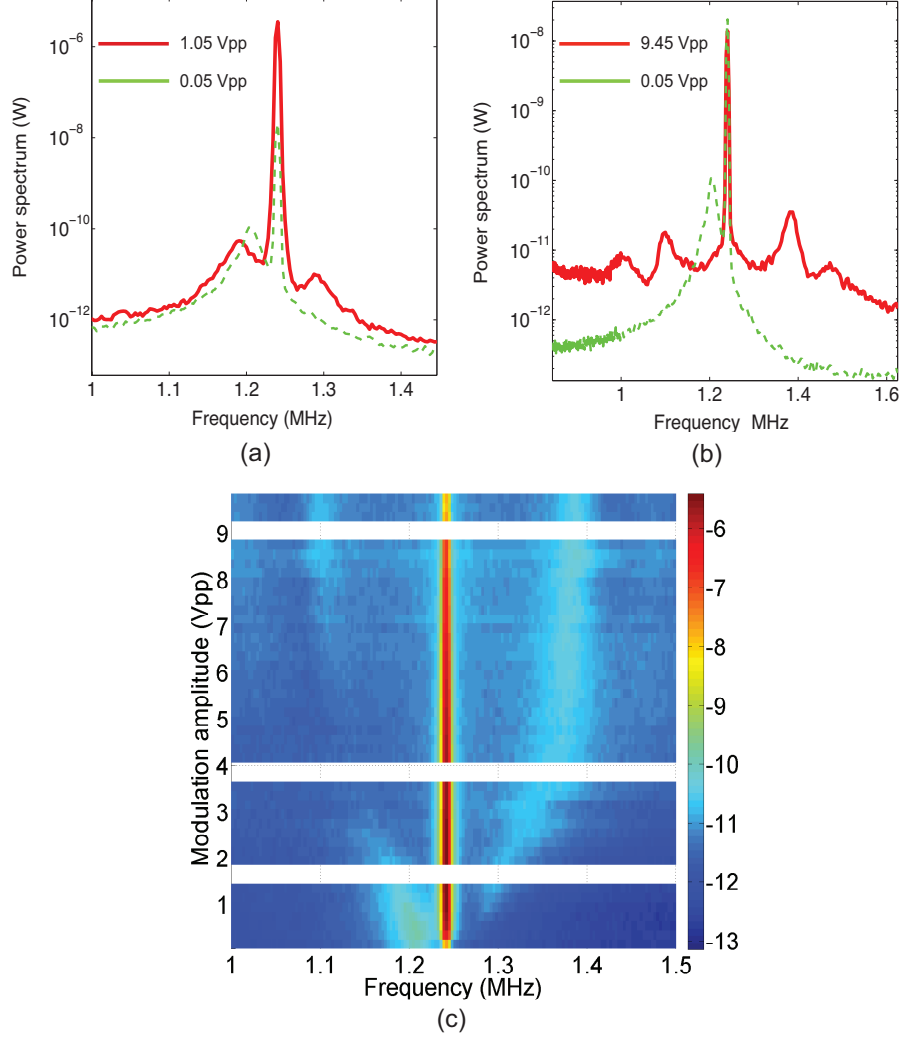 10⁻⁶
10⁻⁸
10⁻¹⁰
10⁻¹²
Power spectrum (W)
1.05 Vpp
0.05 Vpp
1 1.1 1.2 1.3 1.4
Frequency (MHz)
(a)
10⁻⁸
10⁻⁹
10⁻¹⁰
10⁻¹¹
10⁻¹²
Power spectrum (W)
9.45 Vpp
0.05 Vpp
1 1.2 1.4 1.6
Frequency MHz
(b)
Modulation amplitude (Vpp)
9
8
7
6
5
4
3
2
1
1 1.1 1.2 1.3 1.4 1.5
Frequency (MHz)
-6
-7
-8
-9
-10
-11
-12
-13
(c)